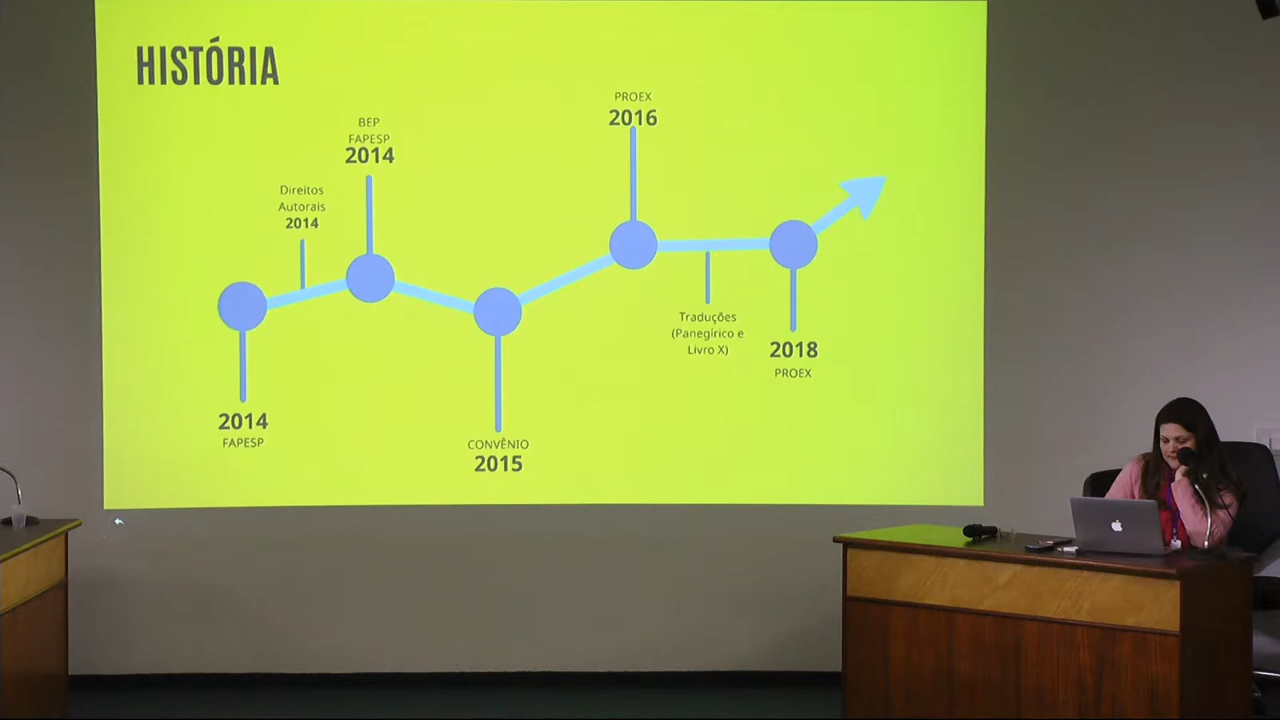 HISTÓRIA
2014
FAPESP
Direitos
Autorais
2014
BEP
FAPESP
2014
CONVÊNIO
2015
PROEX
2016
Traduções
(Panegírico e
Livro X)
2018
PROEX